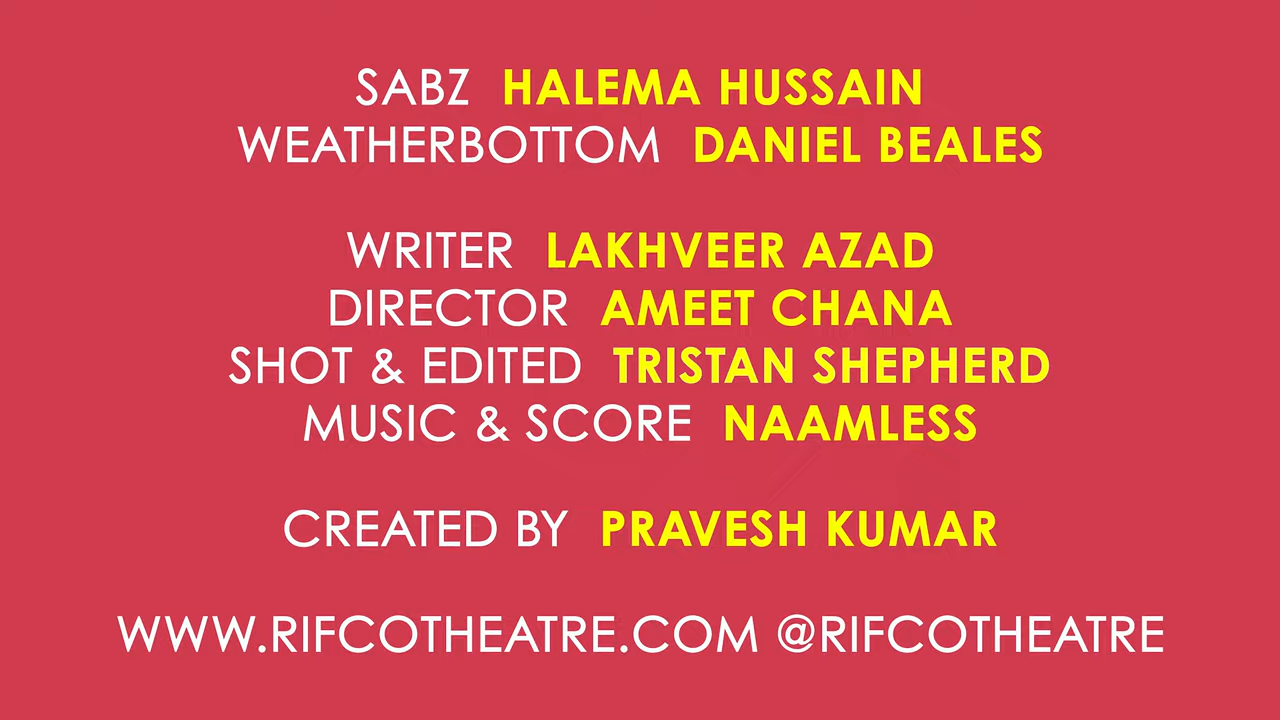 SABZ HALEMA HUSSAIN
WEATHERBOTTOM DANIEL BEALES
WRITER LAKHVEER AZAD
DIRECTOR AMEET CHANA
SHOT & EDITED TRISTAN SHEPHERD
MUSIC & SCORE NAAMLESS
CREATED BY PRAVESH KUMAR
WWW.RIFCOTHEATRE.COM @RIFCOTHEATRE